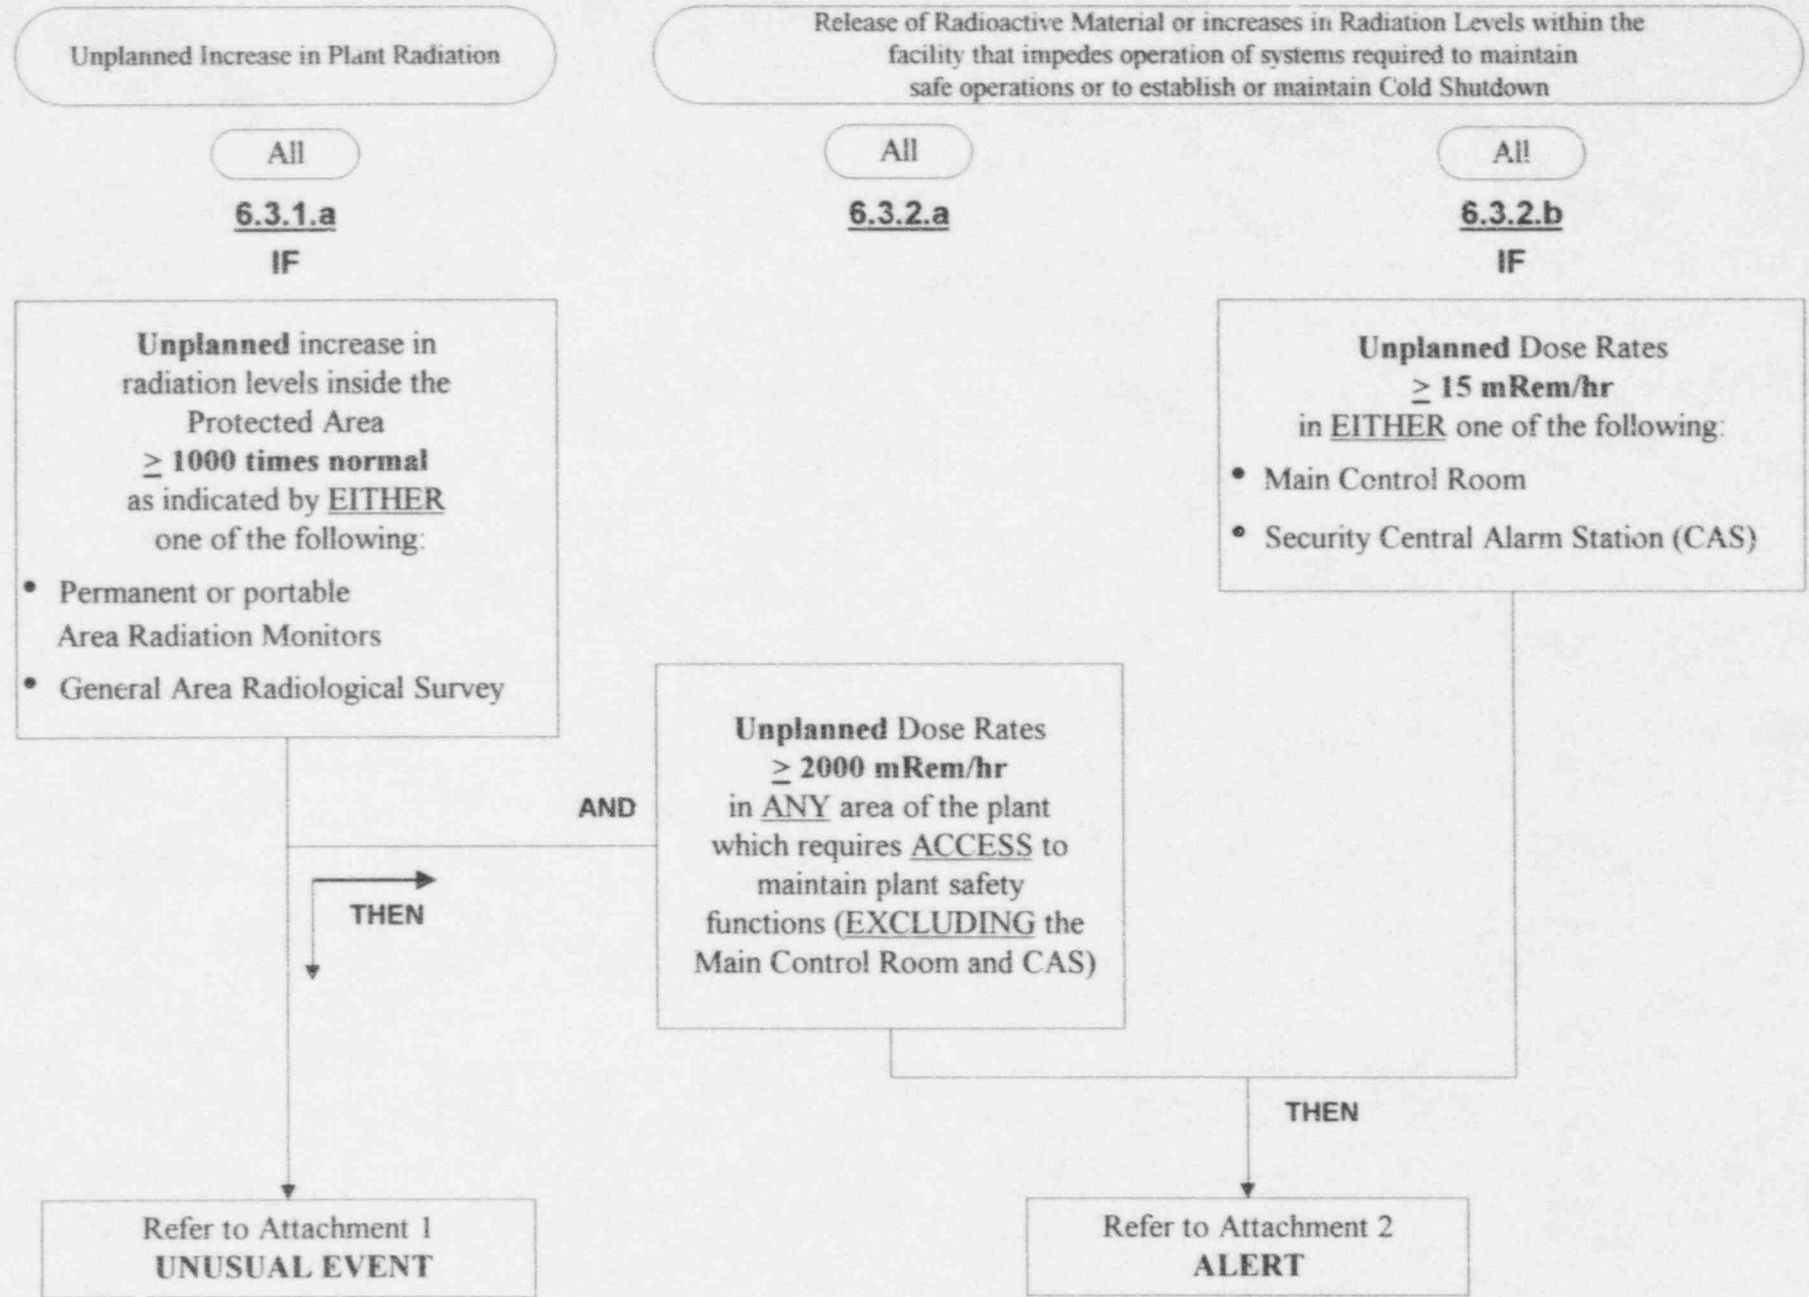 Unplanned Increase in Plant Radiation
Release of Radioactive Material or increases in Radiation Levels within the
facility that impedes operation of systems required to maintain
safe operations or to establish or maintain Cold Shutdown
All
All
All
6.3.1.a
6.3.2.a
6.3.2.b
IF
IF
Unplanned increase in
radiation levels inside the
Protected Area
≥ 1000 times normal
as indicated by EITHER
one of the following:
• Permanent or portable
Area Radiation Monitors
• General Area Radiological Survey
Unplanned Dose Rates
≥ 15 mRem/hr
in EITHER one of the following:
• Main Control Room
• Security Central Alarm Station (CAS)
AND
Unplanned Dose Rates
≥ 2000 mRem/hr
in ANY area of the plant
which requires ACCESS to
maintain plant safety
functions (EXCLUDING the
Main Control Room and CAS)
THEN
THEN
Refer to Attachment 1
UNUSUAL EVENT
Refer to Attachment 2
ALERT